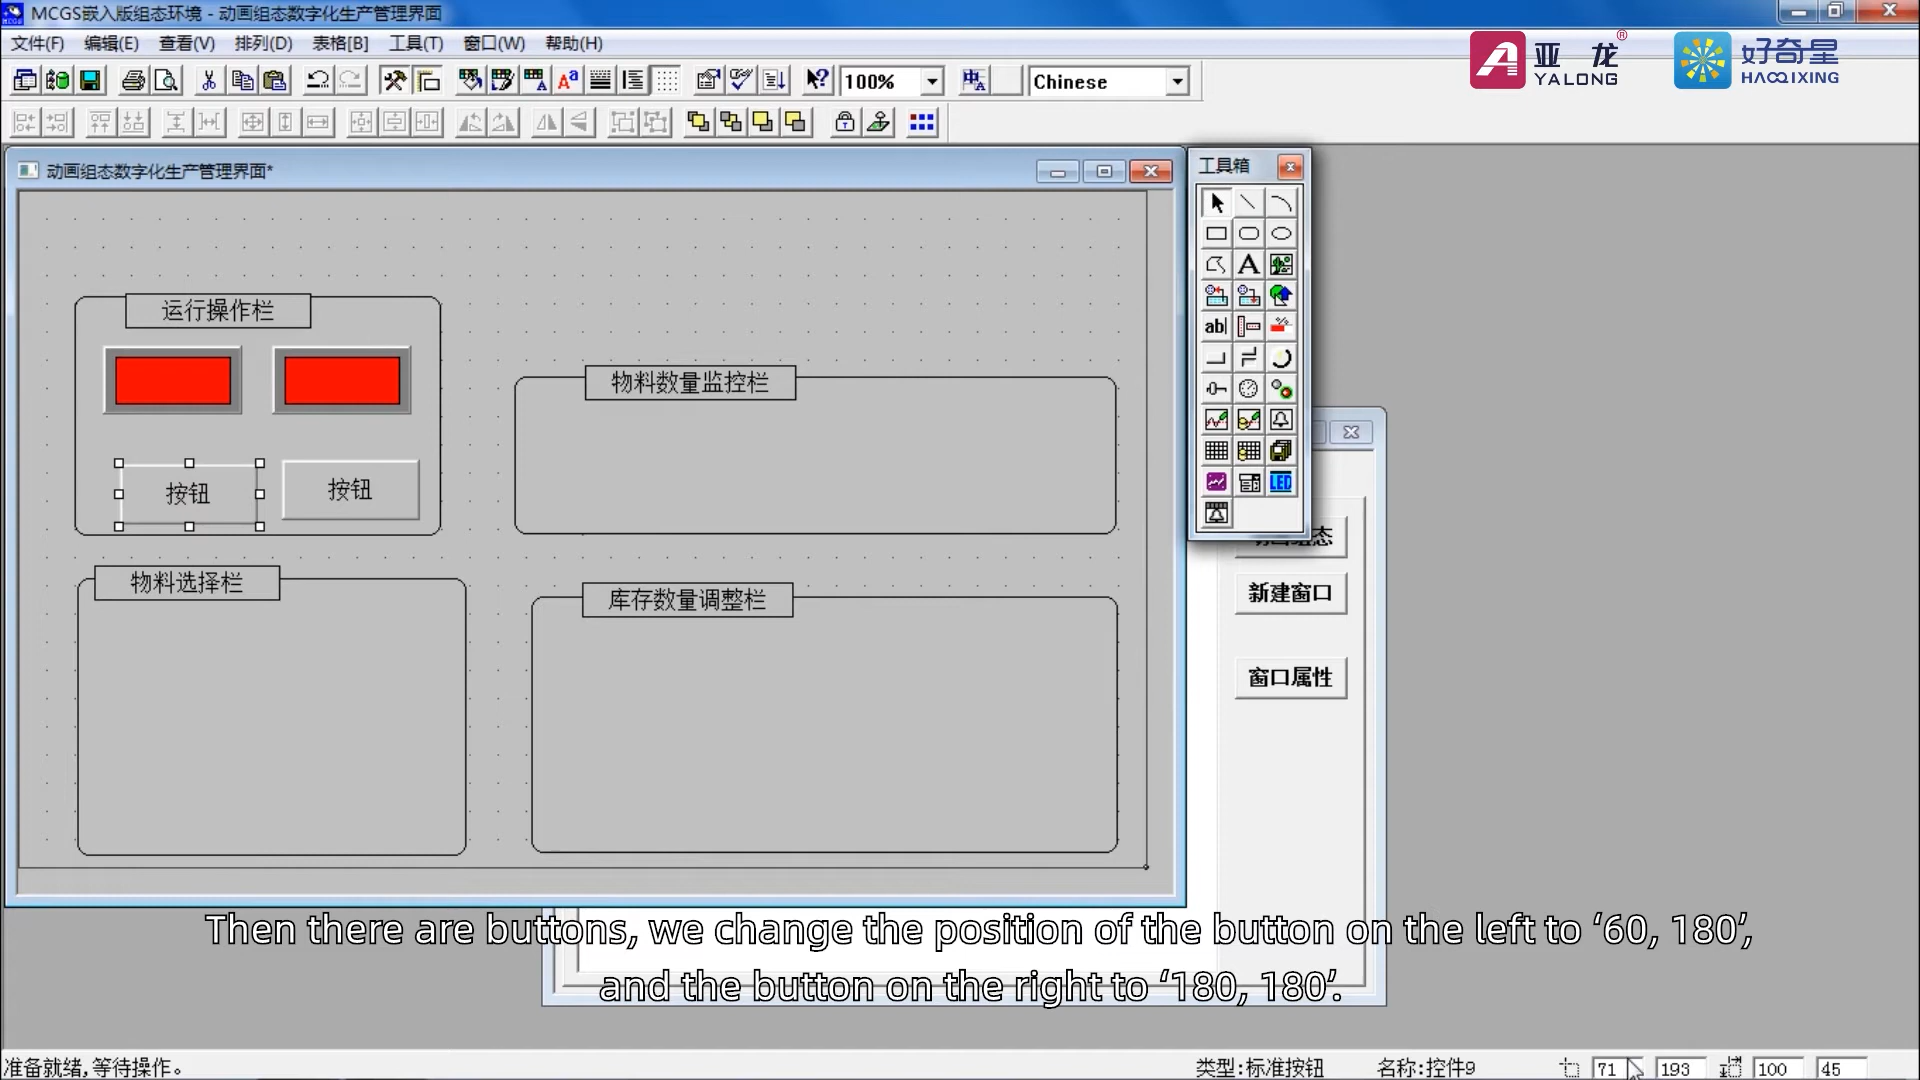 MCGS嵌入版组态环境 - 动画组态数字化生产管理界面
文件(F) 编辑(E) 查看(V) 排列(D) 表格[B] 工具(T) 窗口(W) 帮助(H)
亚龙®
YALONG
好奇星
HAOQIXING
100%
Chinese
动画组态数字化生产管理界面*
工具箱
运行操作栏
物料数量监控栏
按钮
按钮
物料选择栏
库存数量调整栏
ab
LED
新建窗口
窗口属性
Then there are buttons, we change the position of the button on the left to ‘60, 180’,
and the button on the right to ‘180, 180’.
准备就绪,等待操作。
类型:标准按钮 名称:控件9 71 193 100 45